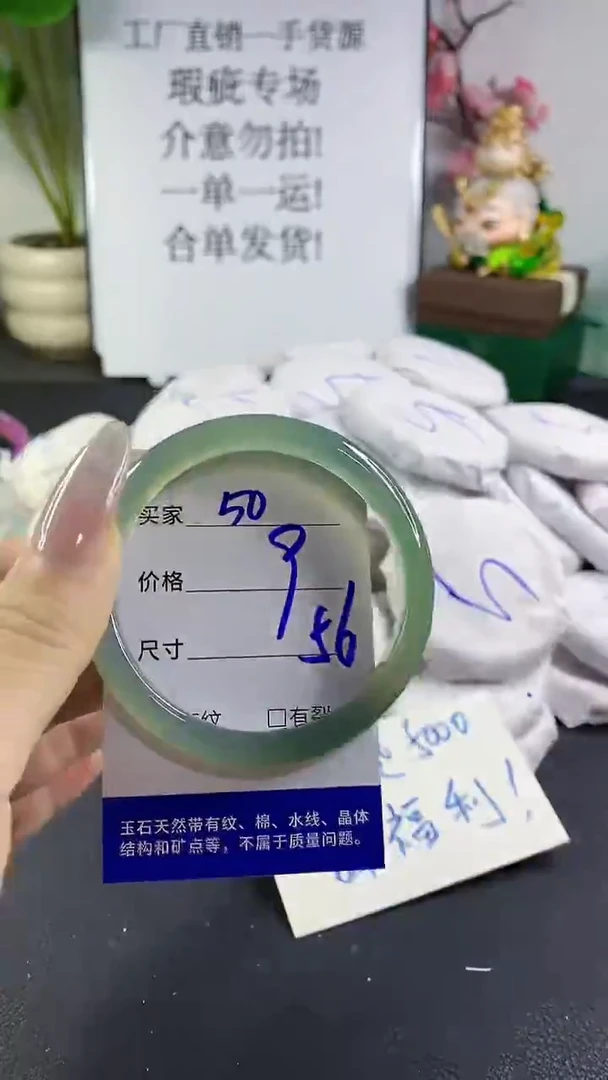 工厂直销一手货源
瑕疵专场
介意勿拍!
一单一运!
合单发货!
买家 50
价格 9
尺寸 56
纹 □有裂
玉石天然带有纹、棉、水线、晶体
结构和矿点等，不属于质量问题。
5000
福利!